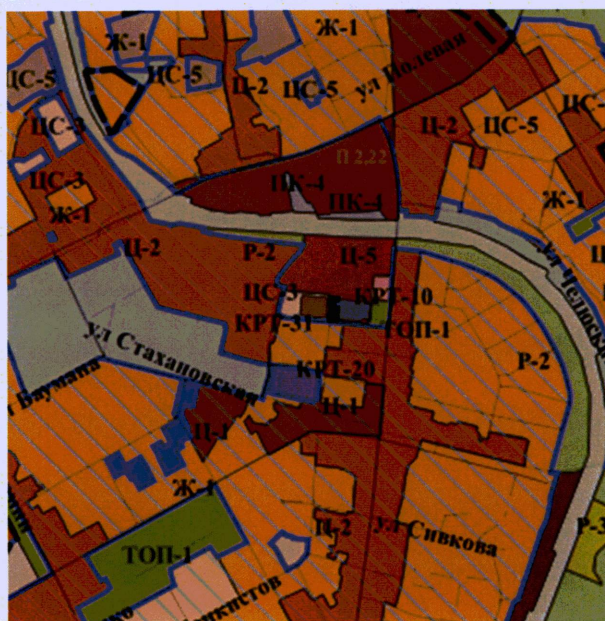 Ж-1
Ж-1
ул Полевая
ЦС-5
ЦС-5
Ц-2
ЦС-5
ЦС-
ЦС-3
Ц-2
ЦС-5
П 2,22
ЦС-3
ПК-4
ПК-4
Ж-1
Ж-1
Ц-2
Р-2
Ц-5
ул Челюск
ЦС-3
КРТ-10
КРТ-31
ТОП-1
ул Стахановская
КРТ-20
Р-2
Баумана
Ц-1
Ц-1
Ж-1
Ц-2
ул Сивкова
Р-3
ТОП-1